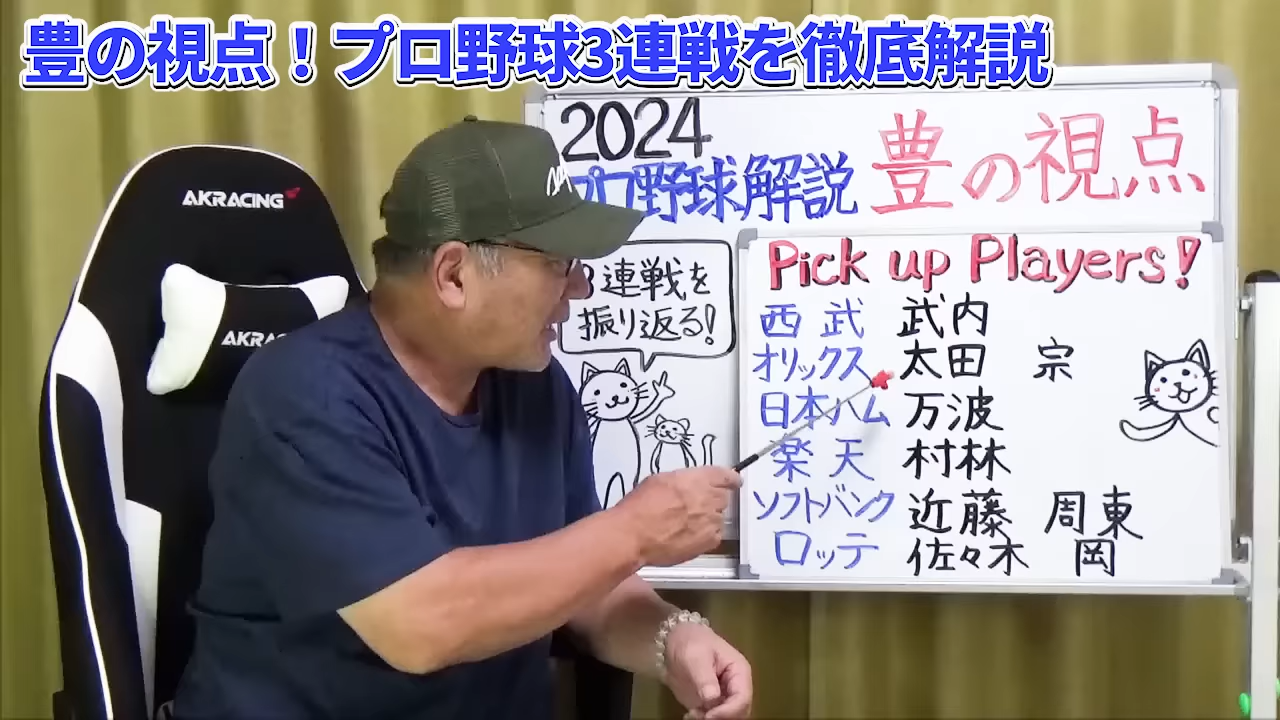 豊の視点！プロ野球3連戦を徹底解説
2024
プロ野球解説 豊の視点
AKRACING
AKRA
3連戦を
振り返る!
Pick up Players!
西武 武内
オリックス 太田 宗
日本ハム 万波
楽天 村林
ソフトバンク 近藤 周東
ロッテ 佐々木 岡